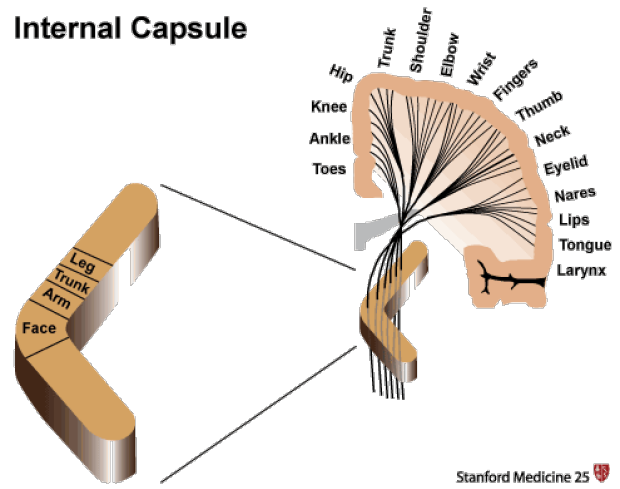 Internal Capsule
Hip
Trunk
Shoulder
Elbow
Wrist
Fingers
Thumb
Neck
Eyelid
Nares
Lips
Tongue
Larynx
Knee
Ankle
Toes
Leg
Trunk
Arm
Face
Stanford Medicine 25